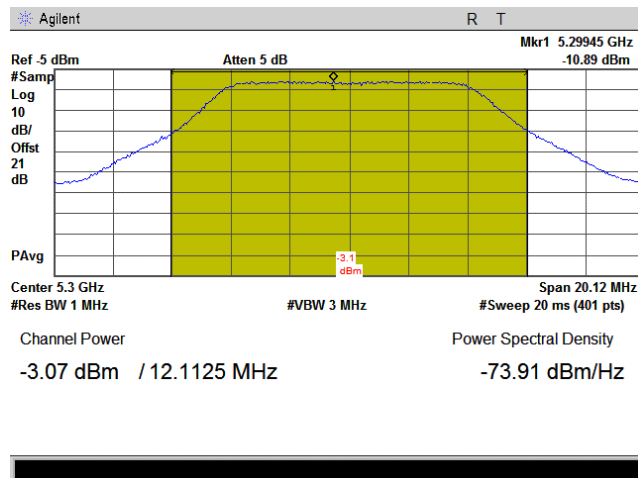 Agilent R T
Mkr1 5.29945 GHz
Ref -5 dBm Atten 5 dB -10.89 dBm
#Samp
Log
10
dB/
Offst
21
dB
1
PAvg
-3.1
dBm
Center 5.3 GHz Span 20.12 MHz
#Res BW 1 MHz #VBW 3 MHz #Sweep 20 ms (401 pts)
Channel Power Power Spectral Density
-3.07 dBm / 12.1125 MHz -73.91 dBm/Hz